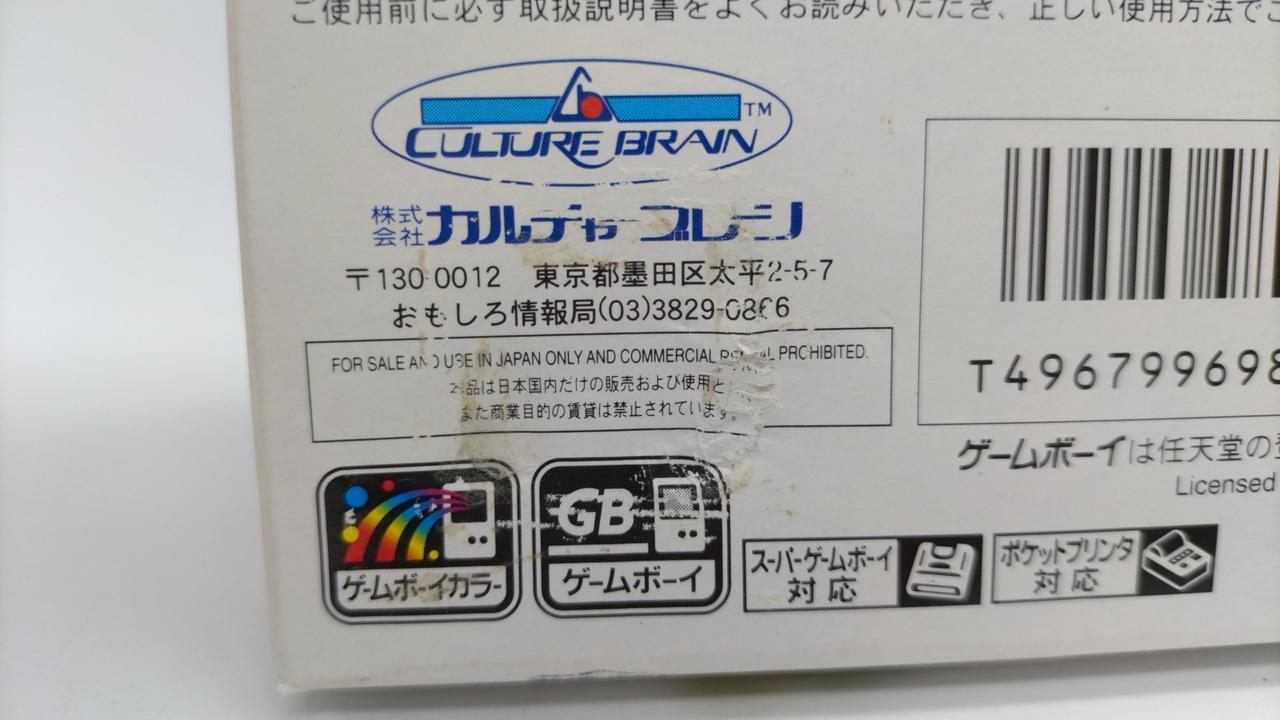 ご使用前に必ず取扱説明書をよくお読みいただき、正しい使用方法でご
CULTURE BRAIN TM
株式会社 カルチャーブレーン
〒130-0012 東京都墨田区太平2-5-7
おもしろ情報局(03)3829-0866
FOR SALE AND USE IN JAPAN ONLY AND COMMERCIAL RENTAL PROHIBITED.
本品は日本国内だけの販売および使用と
また商業目的の賃貸は禁止されています。
T496799698
ゲームボーイは任天堂の
Licensed
ゲームボーイカラー
GB
ゲームボーイ
スーパーゲームボーイ
対応
ポケットプリンタ
対応